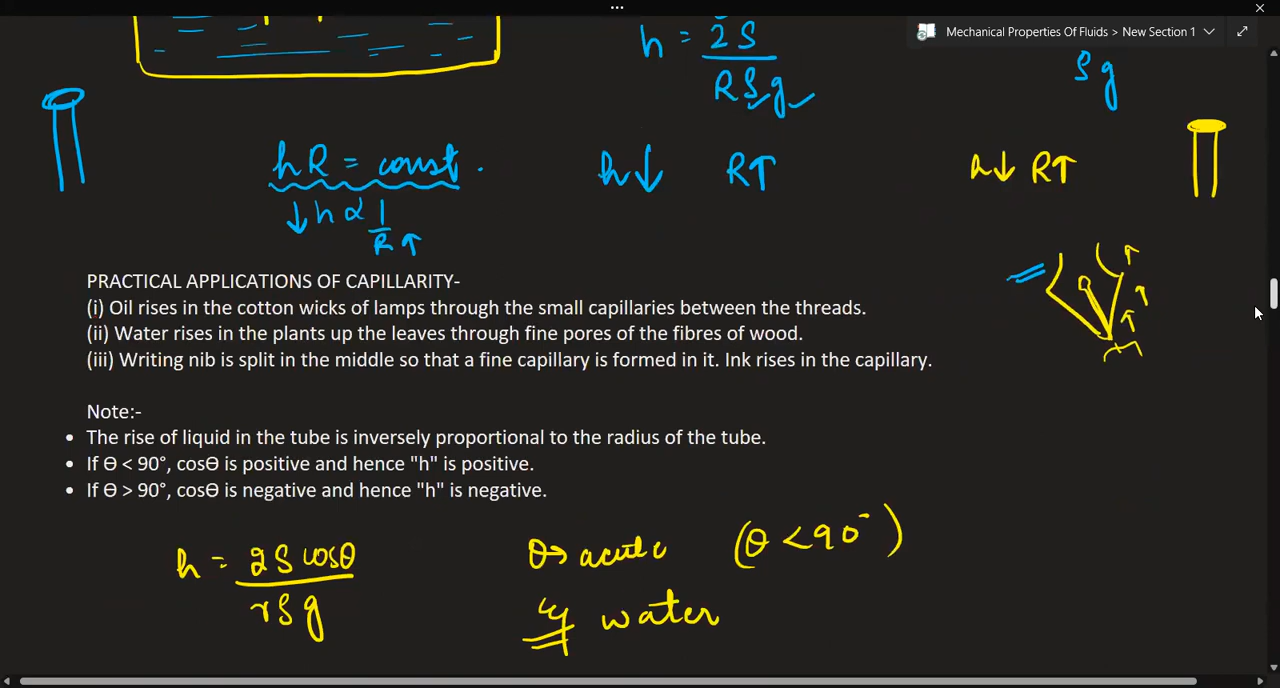 Mechanical Properties Of Fluids > New Section 1
h = 2S
RSg
Sg
hR = const.
h↓ R↑
h↓ R↑
↓h ∝ 1
R↑
PRACTICAL APPLICATIONS OF CAPILLARITY-
(i) Oil rises in the cotton wicks of lamps through the small capillaries between the threads.
(ii) Water rises in the plants up the leaves through fine pores of the fibres of wood.
(iii) Writing nib is split in the middle so that a fine capillary is formed in it. Ink rises in the capillary.
Note:-
• The rise of liquid in the tube is inversely proportional to the radius of the tube.
• If Θ < 90°, cosΘ is positive and hence "h" is positive.
• If Θ > 90°, cosΘ is negative and hence "h" is negative.
h = 2S cosθ
rSg
θ→ acute (θ < 90°)
water